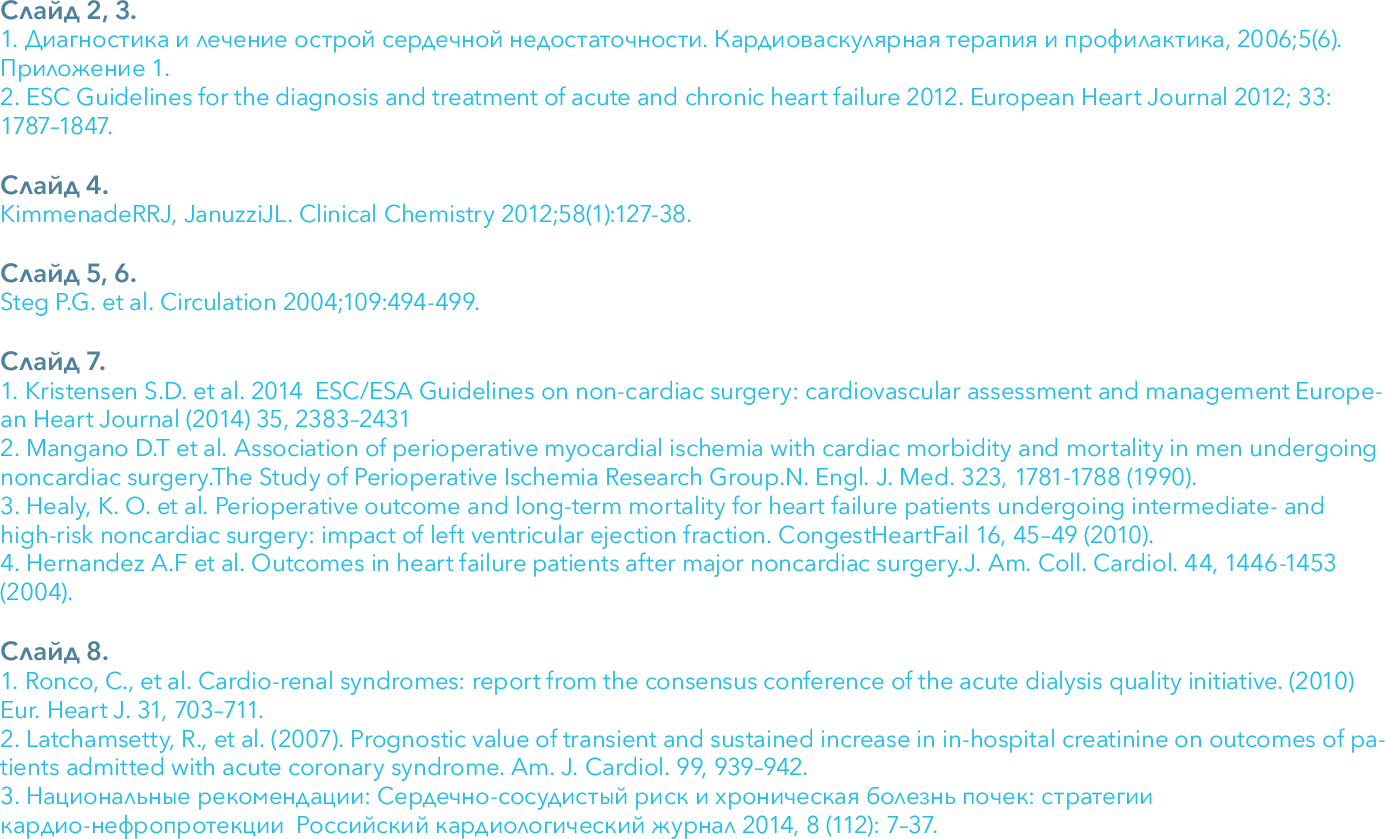 Слайд 2, 3.
1. Диагностика и лечение острой сердечной недостаточности. Кардиоваскулярная терапия и профилактика, 2006;5(6).
Приложение 1.
2. ESC Guidelines for the diagnosis and treatment of acute and chronic heart failure 2012. European Heart Journal 2012; 33:
1787–1847.
Слайд 4.
KimmenadeRRJ, JanuzziJL. Clinical Chemistry 2012;58(1):127-38.
Слайд 5, 6.
Steg P.G. et al. Circulation 2004;109:494-499.
Слайд 7.
1. Kristensen S.D. et al. 2014  ESC/ESA Guidelines on non-cardiac surgery: cardiovascular assessment and management Europe-
an Heart Journal (2014) 35, 2383–2431
2. Mangano D.T et al. Association of perioperative myocardial ischemia with cardiac morbidity and mortality in men undergoing
noncardiac surgery.The Study of Perioperative Ischemia Research Group.N. Engl. J. Med. 323, 1781-1788 (1990).
3. Healy, K. O. et al. Perioperative outcome and long-term mortality for heart failure patients undergoing intermediate- and
high-risk noncardiac surgery: impact of left ventricular ejection fraction. CongestHeartFail 16, 45–49 (2010).
4. Hernandez A.F et al. Outcomes in heart failure patients after major noncardiac surgery.J. Am. Coll. Cardiol. 44, 1446-1453
(2004).
Слайд 8.
1. Ronco, C., et al. Cardio-renal syndromes: report from the consensus conference of the acute dialysis quality initiative. (2010)
Eur. Heart J. 31, 703–711.
2. Latchamsetty, R., et al. (2007). Prognostic value of transient and sustained increase in in-hospital creatinine on outcomes of pa-
tients admitted with acute coronary syndrome. Am. J. Cardiol. 99, 939–942.
3. Национальные рекомендации: Сердечно-сосудистый риск и хроническая болезнь почек: стратегии
кардио-нефропротекции  Российский кардиологический журнал 2014, 8 (112): 7–37.